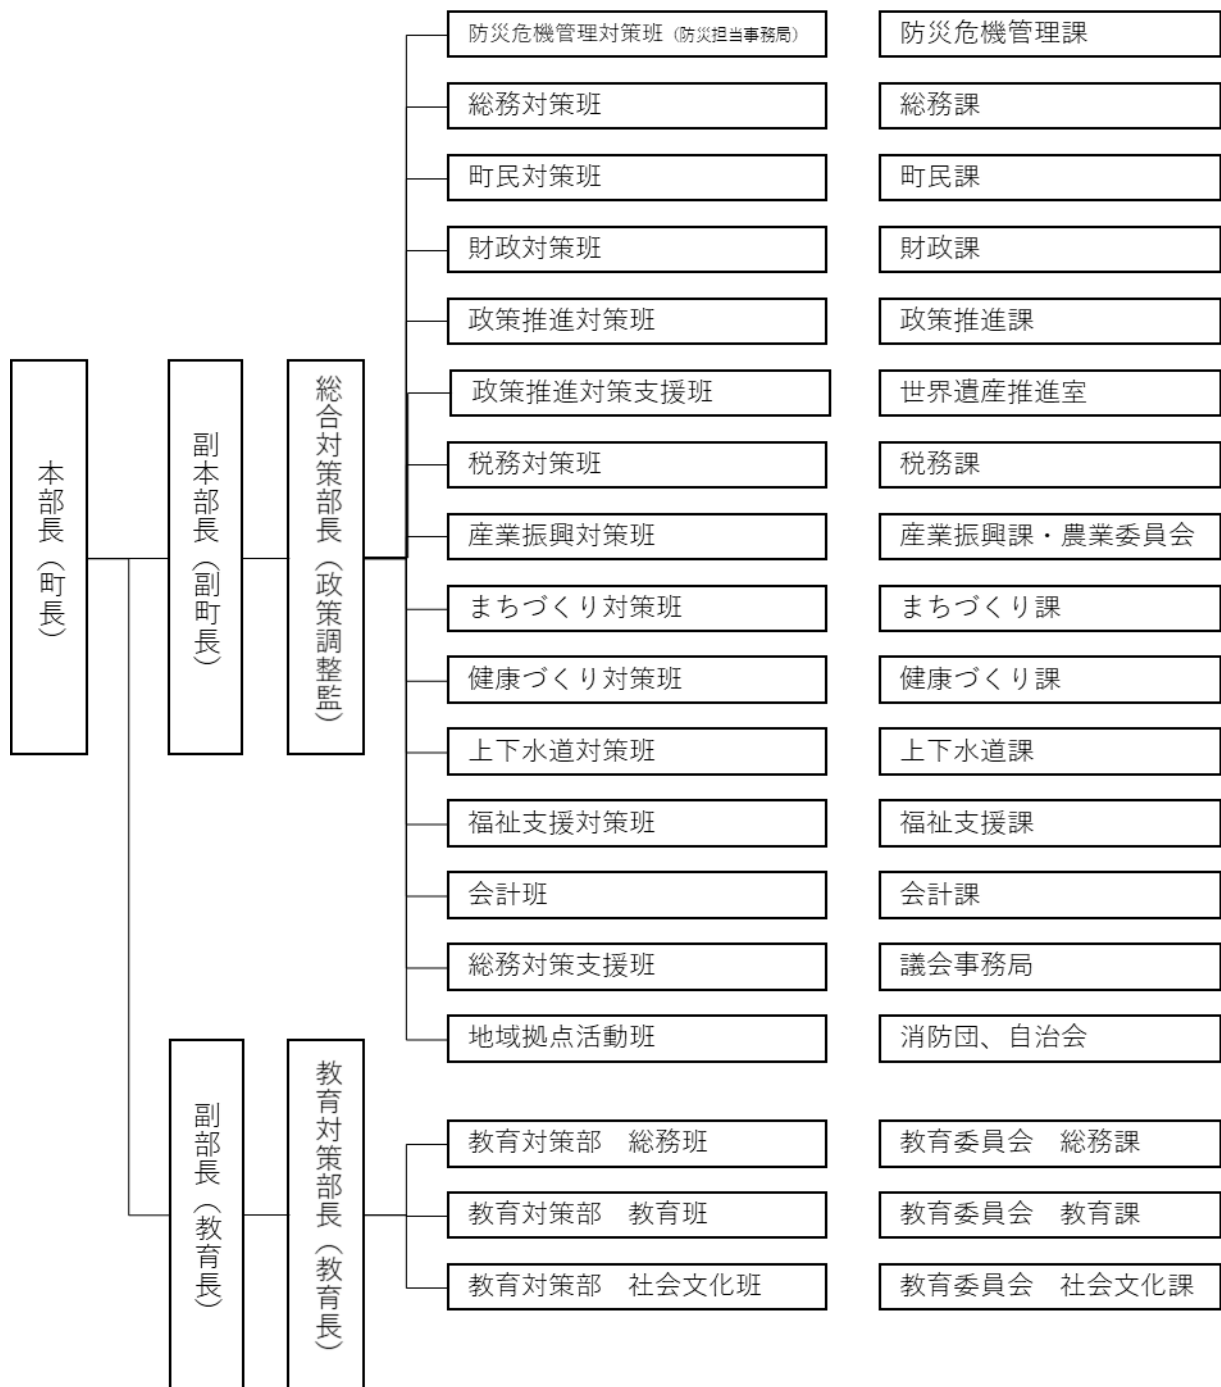 本部長（町長）
副本部長（副町長）
総合対策部長（政策調整監）
防災危機管理対策班（防災担当事務局） 防災危機管理課
総務対策班 総務課
町民対策班 町民課
財政対策班 財政課
政策推進対策班 政策推進課
政策推進対策支援班 世界遺産推進室
税務対策班 税務課
産業振興対策班 産業振興課・農業委員会
まちづくり対策班 まちづくり課
健康づくり対策班 健康づくり課
上下水道対策班 上下水道課
福祉支援対策班 福祉支援課
会計班 会計課
総務対策支援班 議会事務局
地域拠点活動班 消防団、自治会
副部長（教育長）
教育対策部長（教育長）
教育対策部　総務班 教育委員会　総務課
教育対策部　教育班 教育委員会　教育課
教育対策部　社会文化班 教育委員会　社会文化課